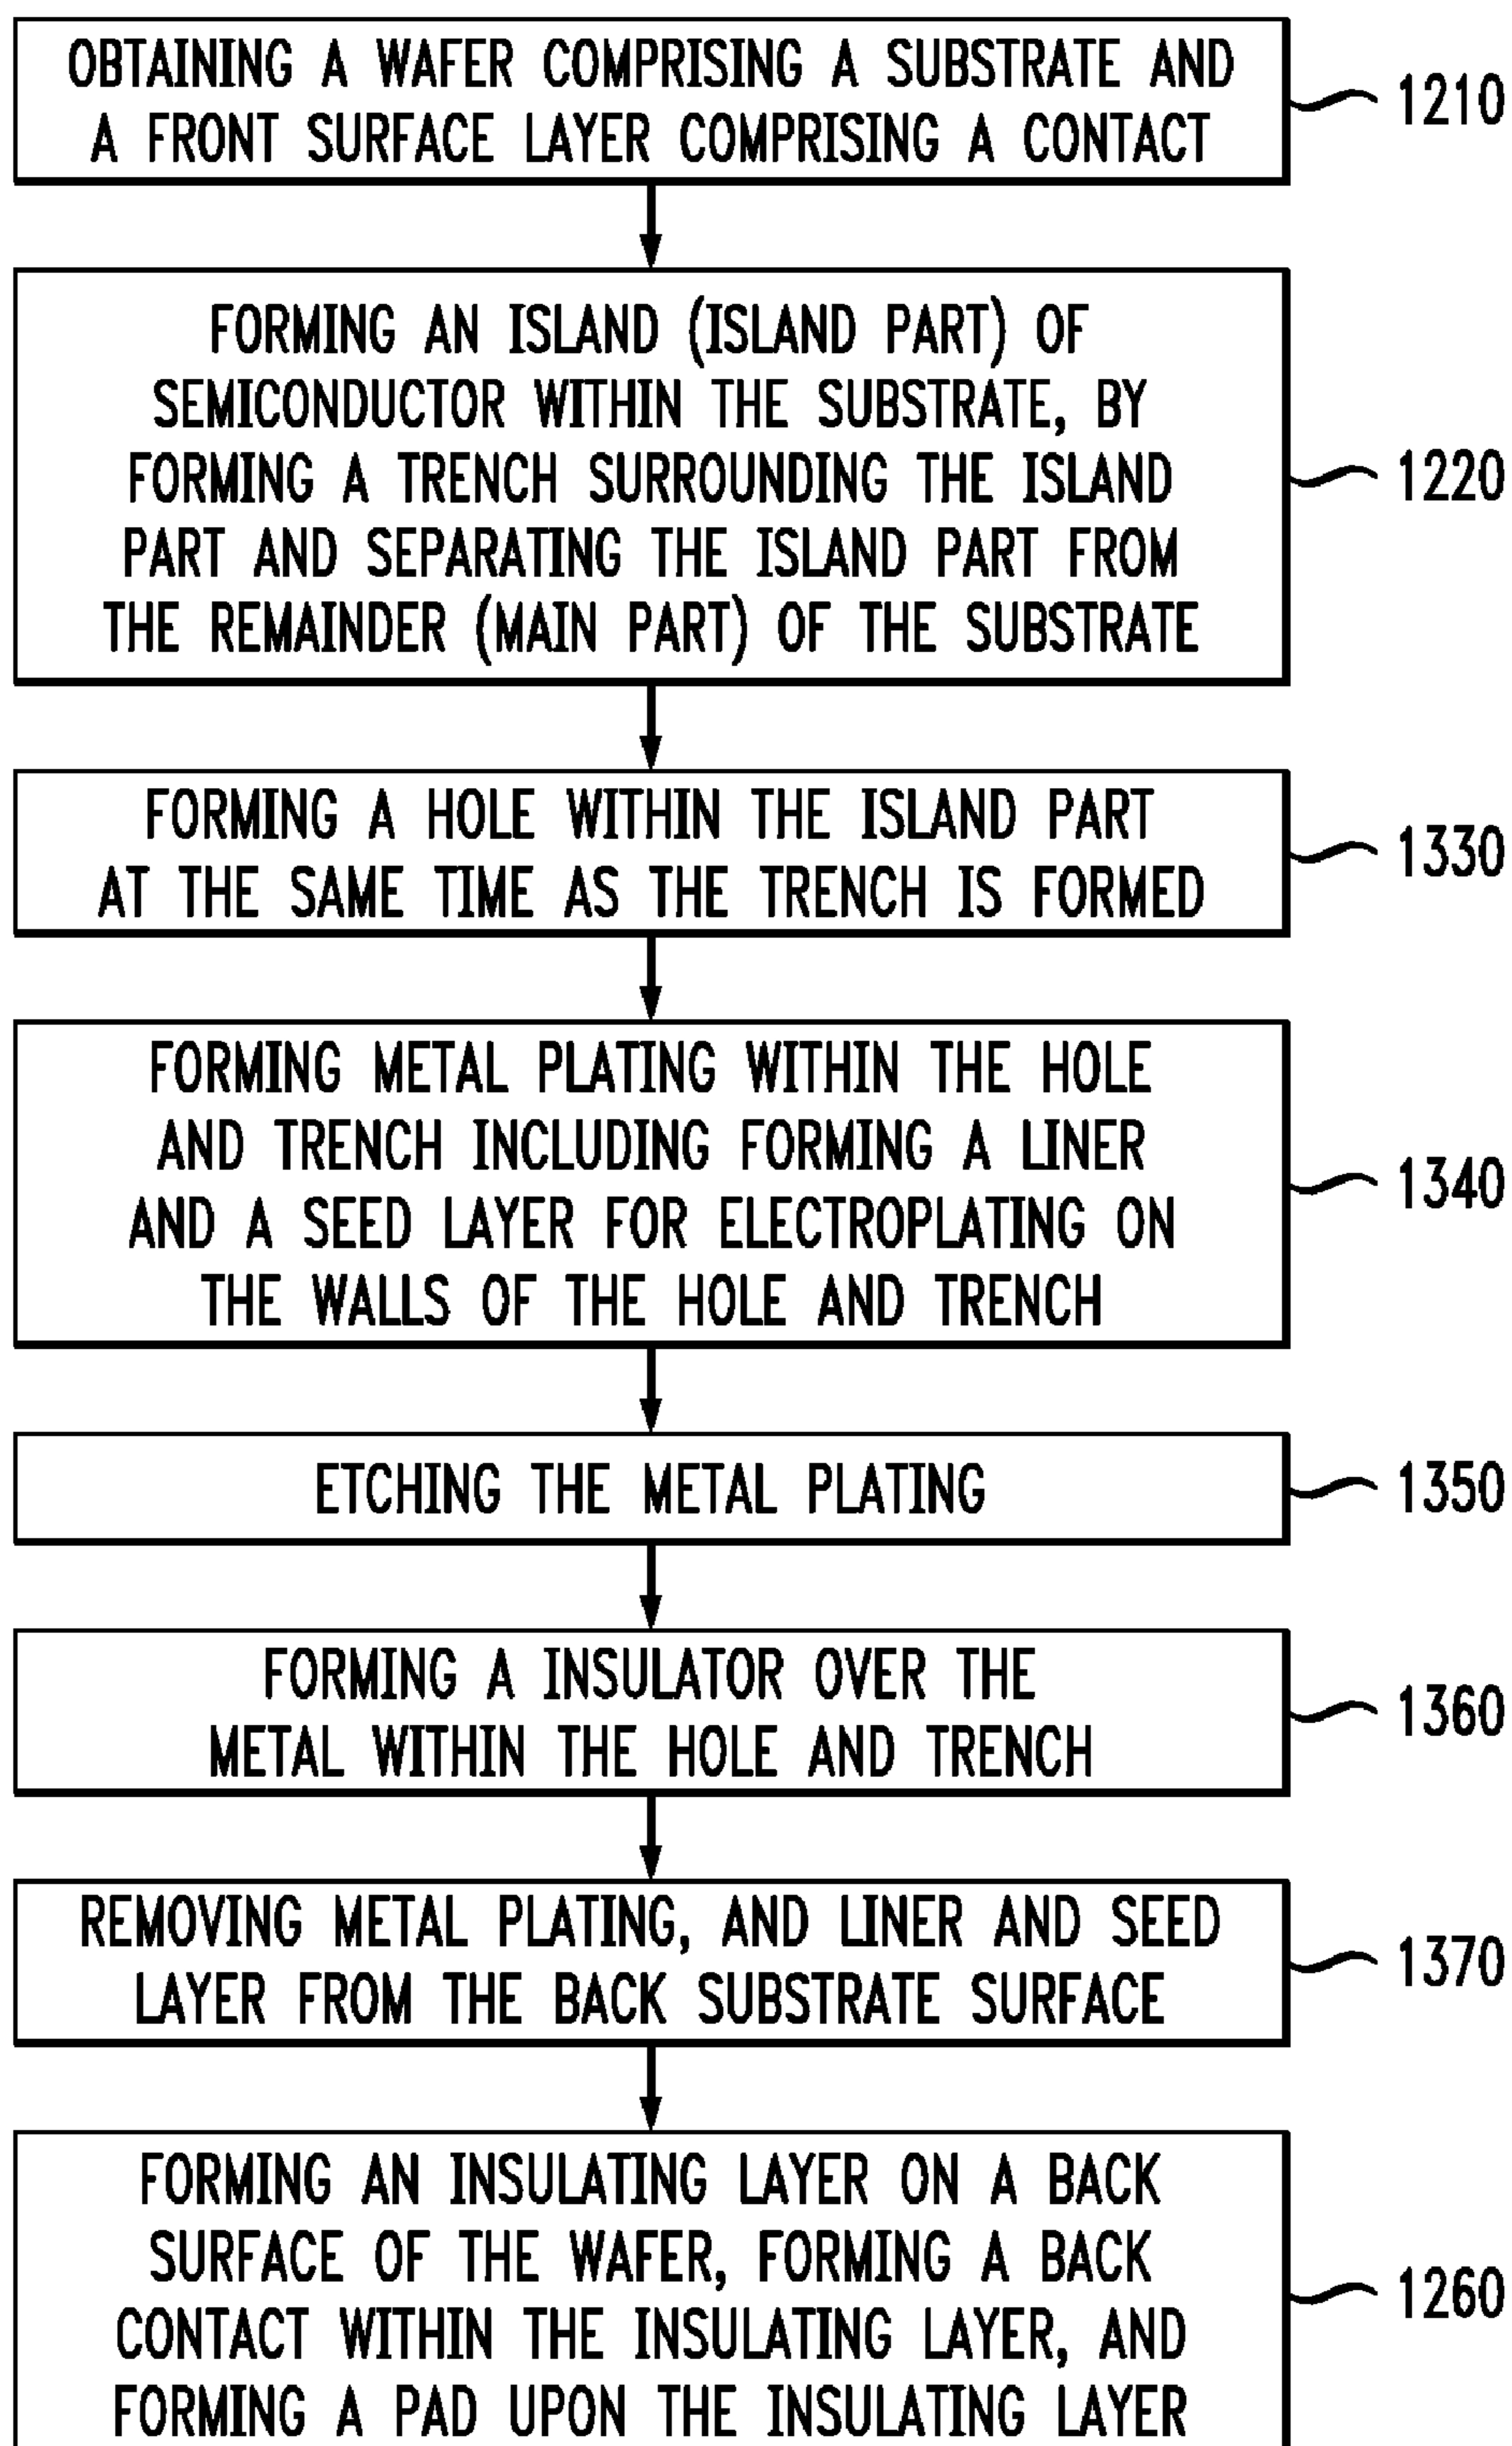 OBTAINING A WAFER COMPRISING A SUBSTRATE AND
A FRONT SURFACE LAYER COMPRISING A CONTACT
1210
FORMING AN ISLAND (ISLAND PART) OF
SEMICONDUCTOR WITHIN THE SUBSTRATE, BY
FORMING A TRENCH SURROUNDING THE ISLAND
PART AND SEPARATING THE ISLAND PART FROM
THE REMAINDER (MAIN PART) OF THE SUBSTRATE
1220
FORMING A HOLE WITHIN THE ISLAND PART
AT THE SAME TIME AS THE TRENCH IS FORMED
1330
FORMING METAL PLATING WITHIN THE HOLE
AND TRENCH INCLUDING FORMING A LINER
AND A SEED LAYER FOR ELECTROPLATING ON
THE WALLS OF THE HOLE AND TRENCH
1340
ETCHING THE METAL PLATING
1350
FORMING A INSULATOR OVER THE
METAL WITHIN THE HOLE AND TRENCH
1360
REMOVING METAL PLATING, AND LINER AND SEED
LAYER FROM THE BACK SUBSTRATE SURFACE
1370
FORMING AN INSULATING LAYER ON A BACK
SURFACE OF THE WAFER, FORMING A BACK
CONTACT WITHIN THE INSULATING LAYER, AND
FORMING A PAD UPON THE INSULATING LAYER
1260